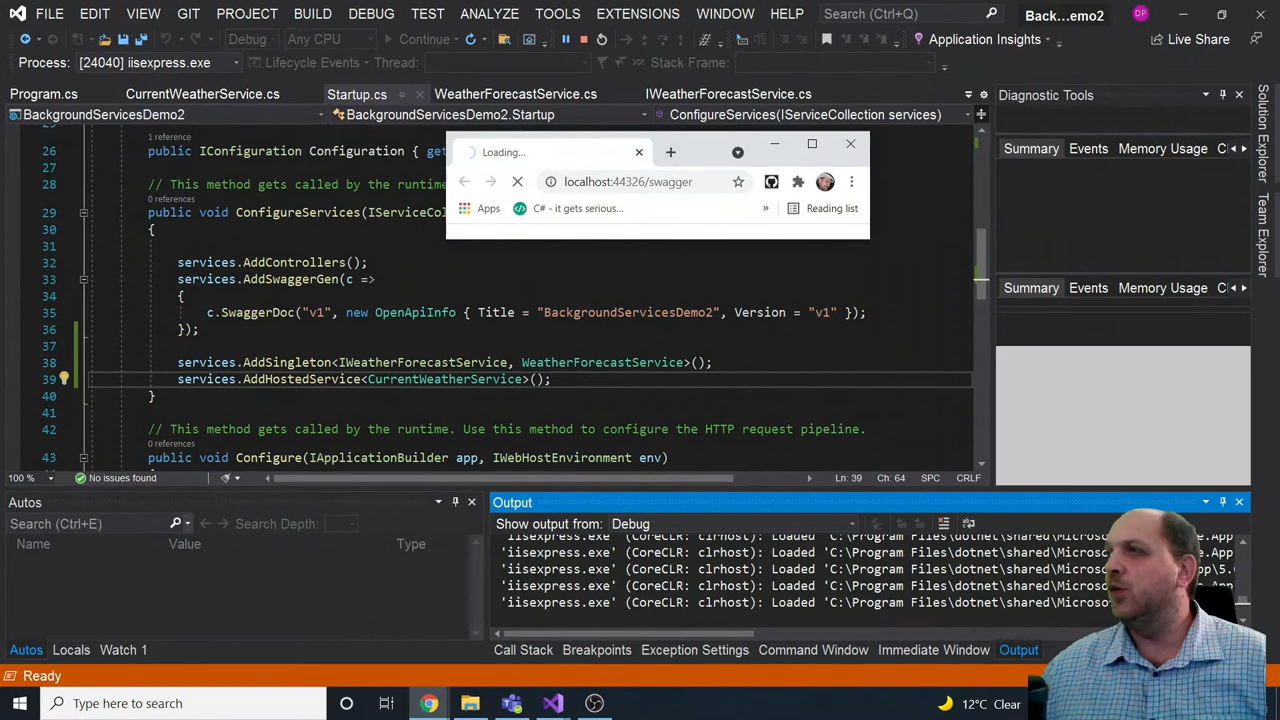 FILE EDIT VIEW GIT PROJECT BUILD DEBUG TEST ANALYZE TOOLS EXTENSIONS WINDOW HELP Search (Ctrl+Q) Back...emo2 DP
Debug Any CPU Continue Application Insights Live Share
Process: [24040] iisexpress.exe Lifecycle Events Thread: Stack Frame:
Program.cs CurrentWeatherService.cs Startup.cs WeatherForecastService.cs IWeatherForecastService.cs
BackgroundServicesDemo2 BackgroundServicesDemo2.Startup ConfigureServices(IServiceCollection services)
1 reference
26 public IConfiguration Configuration { get
27
28 // This method gets called by the runtime
0 references
29 public void ConfigureServices(IServiceCol
30 {
31
32 services.AddControllers();
33 services.AddSwaggerGen(c =>
34 {
35 c.SwaggerDoc("v1", new OpenApiInfo { Title = "BackgroundServicesDemo2", Version = "v1" });
36 });
37
38 services.AddSingleton<IWeatherForecastService, WeatherForecastService>();
39 services.AddHostedService<CurrentWeatherService>();
40 }
41
42 // This method gets called by the runtime. Use this method to configure the HTTP request pipeline.
0 references
43 public void Configure(IApplicationBuilder app, IWebHostEnvironment env)
100 % No issues found Ln: 39 Ch: 64 SPC CRLF
Loading...
localhost:44326/swagger
Apps C# - it gets serious... » Reading list
Diagnostic Tools
Summary Events Memory Usage C
Summary Events Memory Usage C
Solution Explorer
Team Explorer
Autos
Search (Ctrl+E) Search Depth:
Name Value Type
Autos Locals Watch 1
Output
Show output from: Debug
'iisexpress.exe' (CoreCLR: clrhost): Loaded 'C:\Program Files\dotnet\shared\Microsoft
'iisexpress.exe' (CoreCLR: clrhost): Loaded 'C:\Program Files\dotnet\shared\Micros
'iisexpress.exe' (CoreCLR: clrhost): Loaded 'C:\Program Files\dotnet\shared\Micros
'iisexpress.exe' (CoreCLR: clrhost): Loaded 'C:\Program Files\dotnet\shared\Micros
'iisexpress.exe' (CoreCLR: clrhost): Loaded 'C:\Program Files\dotnet\shared\Micros
Call Stack Breakpoints Exception Settings Command Window Immediate Window Output
Ready
Type here to search 12°C Clear